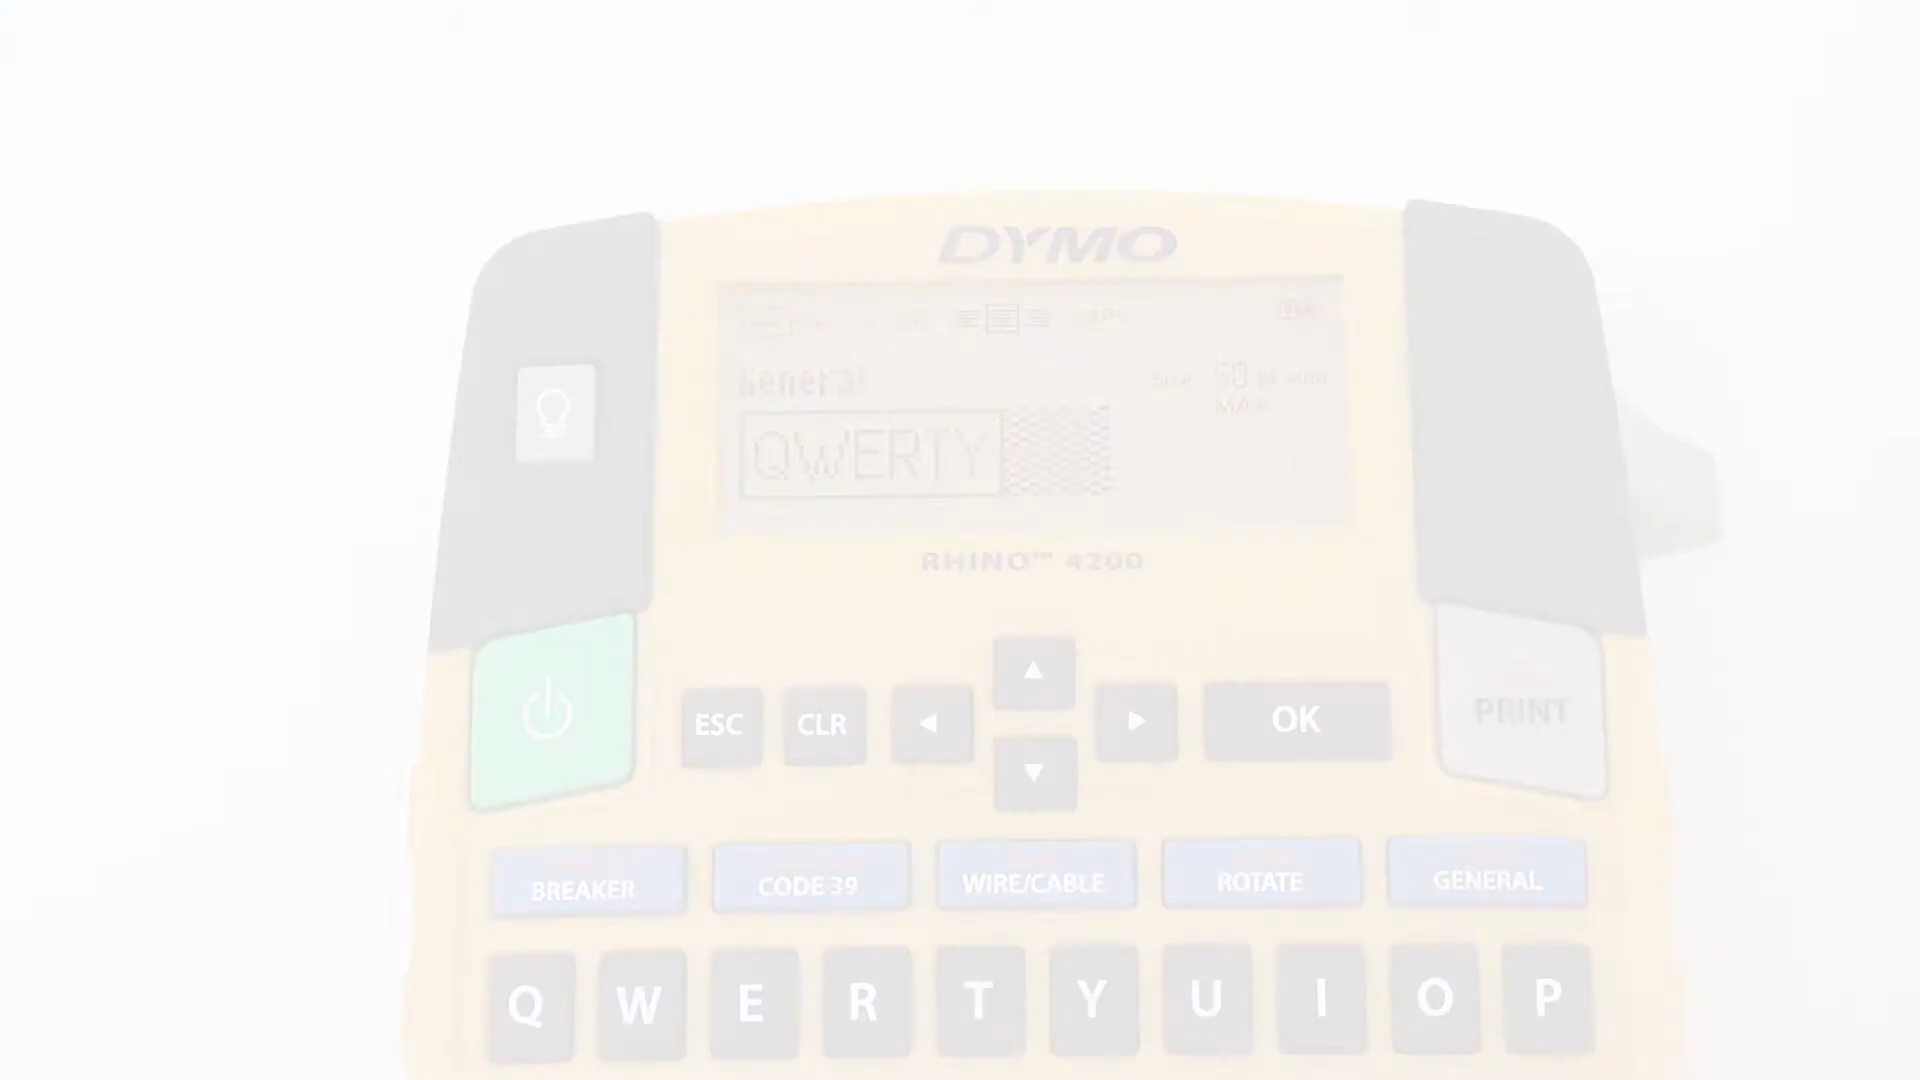 DYMO
General
Size: 50 pt
MAX
QWERTY
RHINO™ 4200
ESC CLR OK PRINT
BREAKER CODE 39 WIRE/CABLE ROTATE GENERAL
Q W E R T Y U I O P